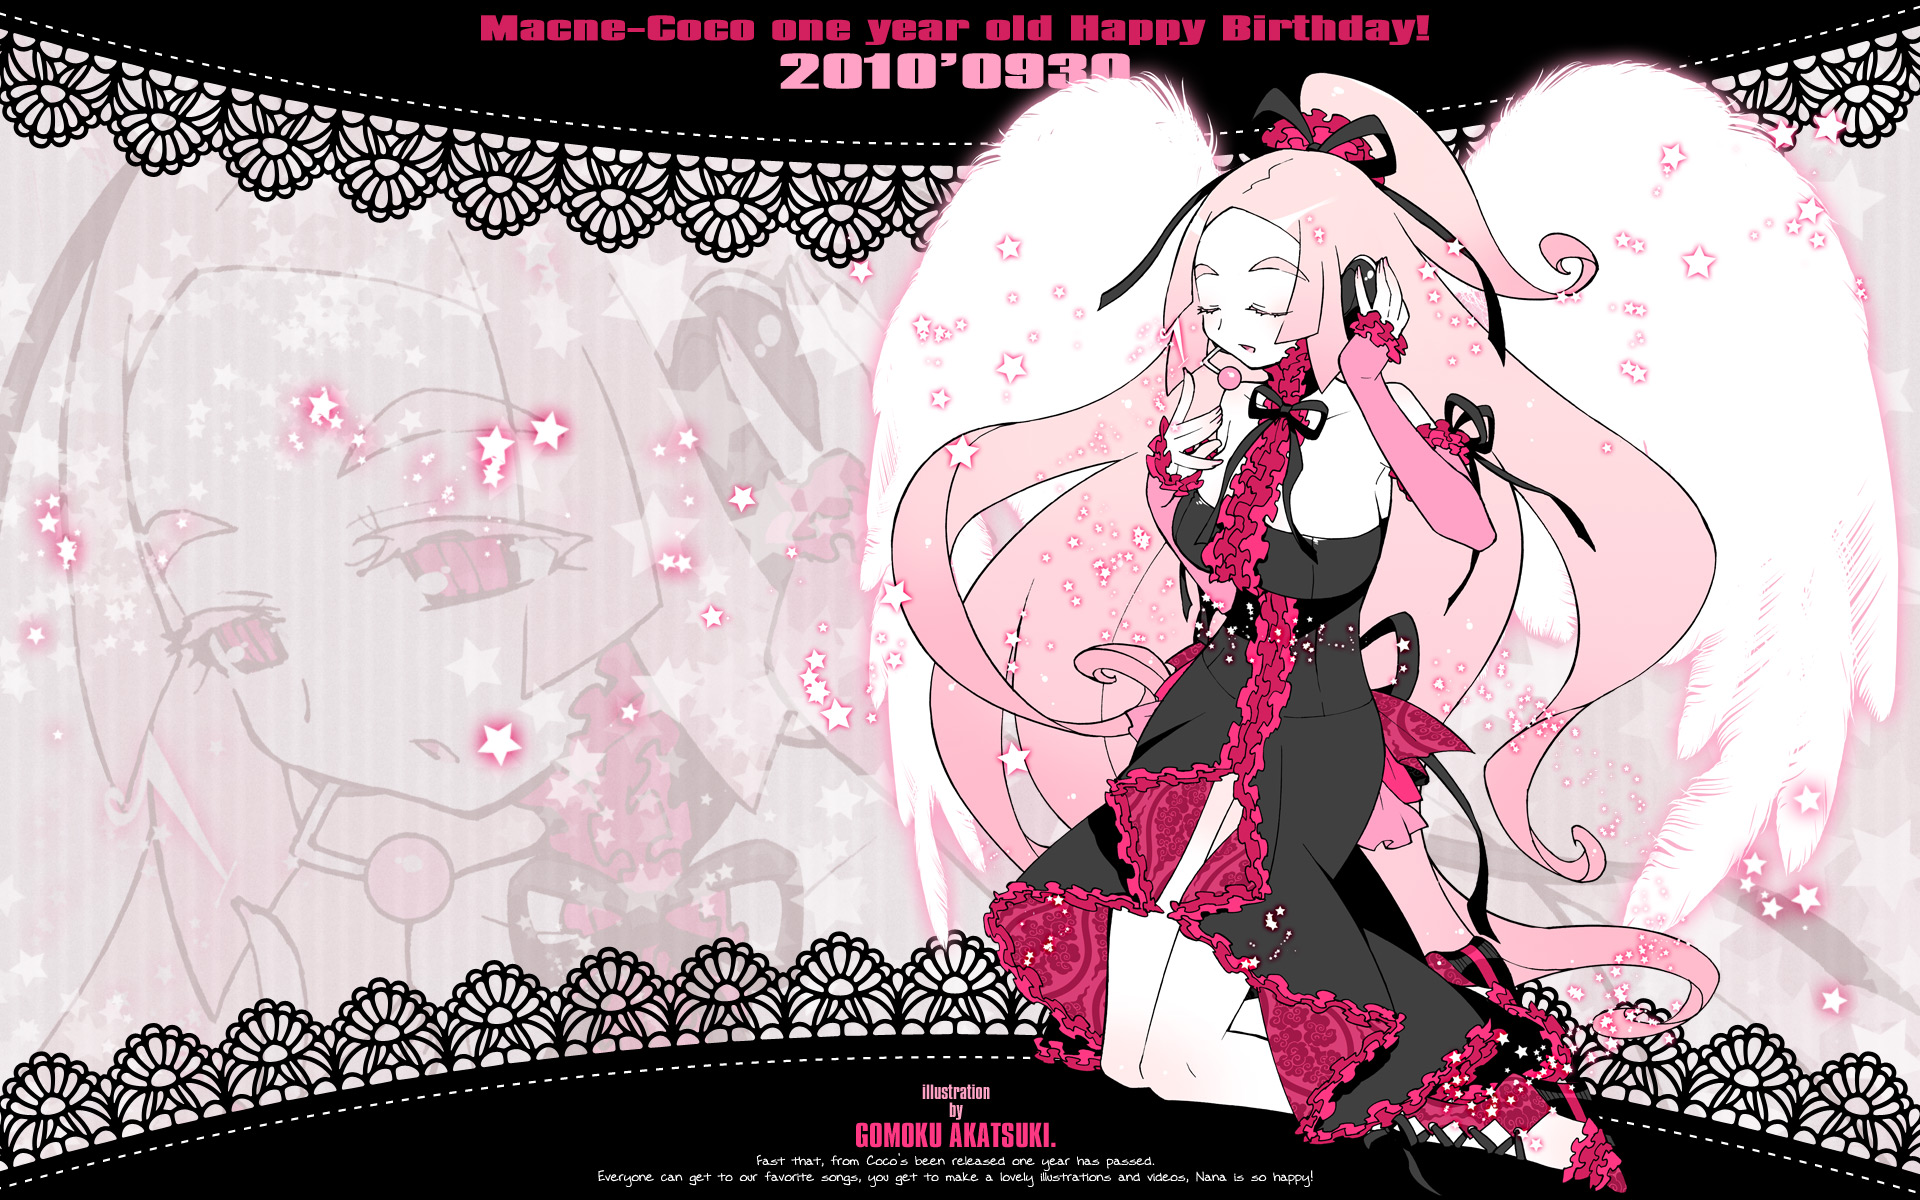 Macne-Coco one year old Happy Birthday!
2010'0930
illustration
by
GOMOKU AKATSUKI.
Fast that, from Coco's been released one year has passed.
Everyone can get to our favorite songs, you get to make a lovely illustrations and videos, Nana is so happy!